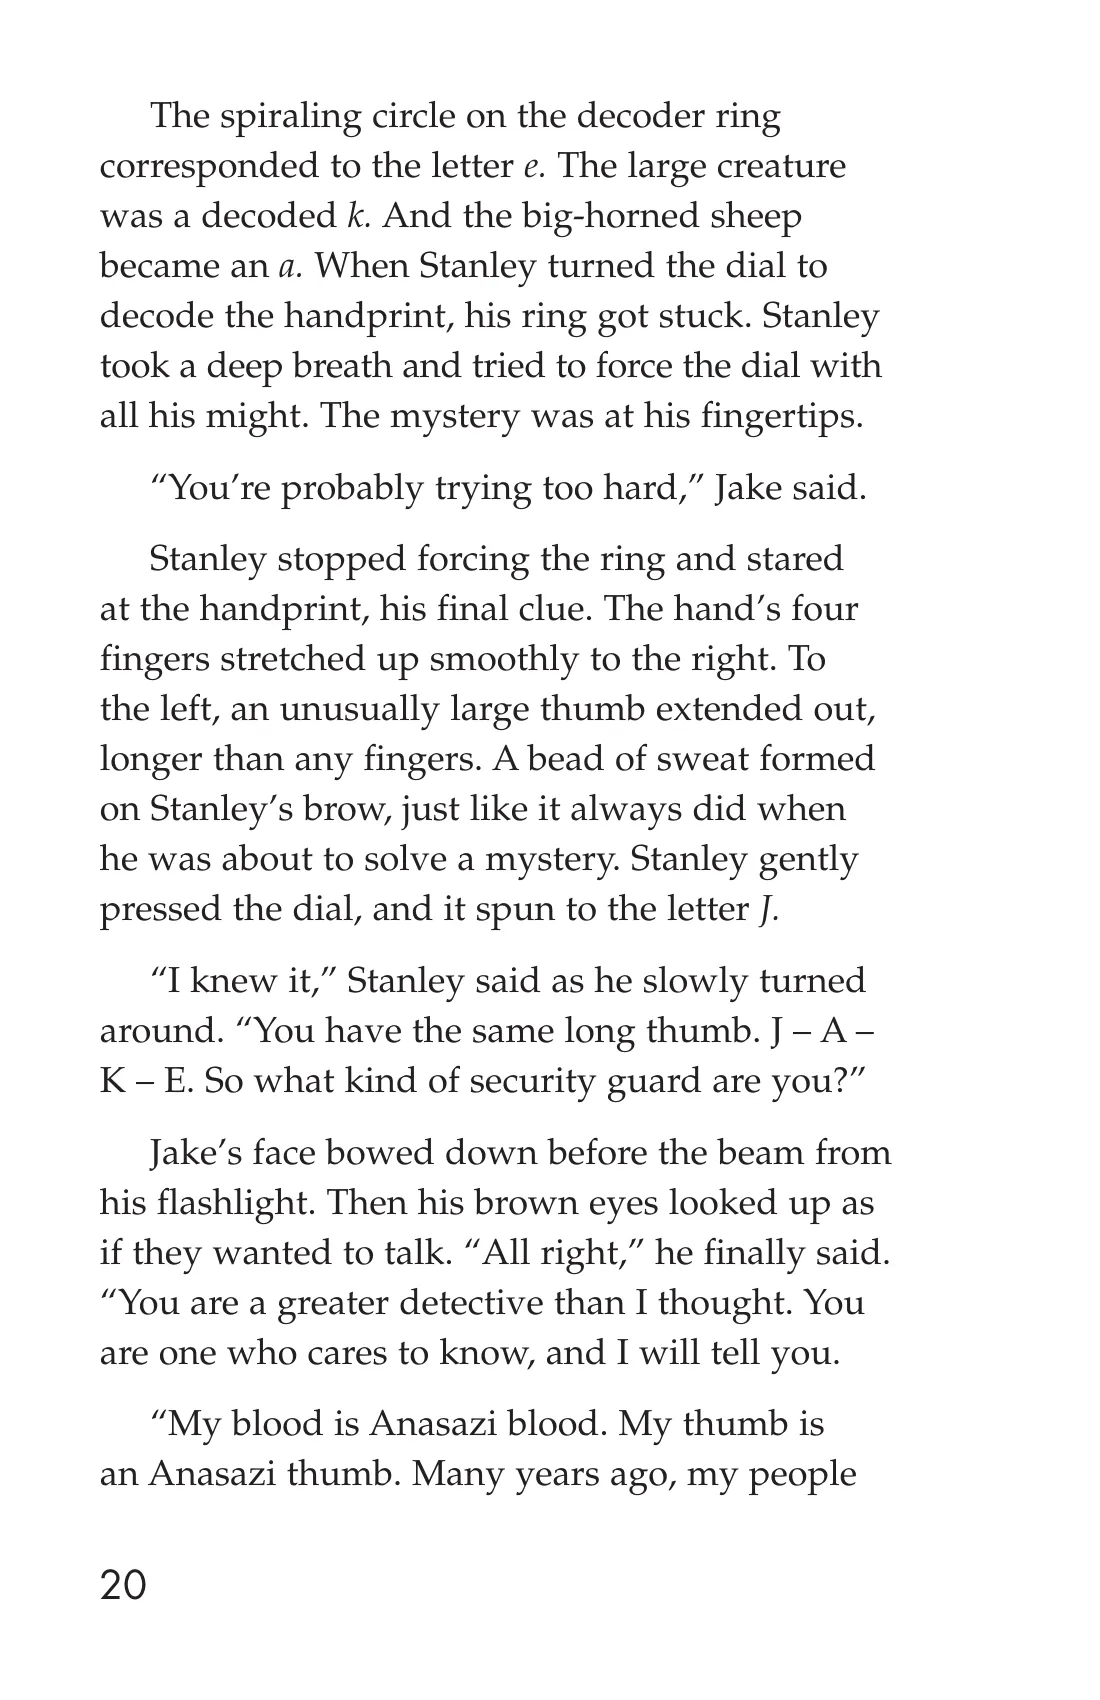 The spiraling circle on the decoder ring
corresponded to the letter e. The large creature
was a decoded k. And the big-horned sheep
became an a. When Stanley turned the dial to
decode the handprint, his ring got stuck. Stanley
took a deep breath and tried to force the dial with
all his might. The mystery was at his fingertips.
“You’re probably trying too hard,” Jake said.
Stanley stopped forcing the ring and stared
at the handprint, his final clue. The hand’s four
fingers stretched up smoothly to the right. To
the left, an unusually large thumb extended out,
longer than any fingers. A bead of sweat formed
on Stanley’s brow, just like it always did when
he was about to solve a mystery. Stanley gently
pressed the dial, and it spun to the letter J.
“I knew it,” Stanley said as he slowly turned
around. “You have the same long thumb. J – A –
K – E. So what kind of security guard are you?”
Jake’s face bowed down before the beam from
his flashlight. Then his brown eyes looked up as
if they wanted to talk. “All right,” he finally said.
“You are a greater detective than I thought. You
are one who cares to know, and I will tell you.
“My blood is Anasazi blood. My thumb is
an Anasazi thumb. Many years ago, my people
20